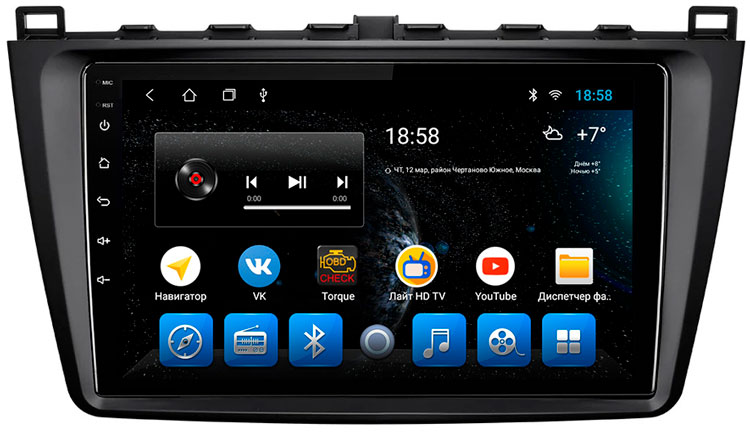 MIC
RST
18:58
18:58
+7°
ЧТ, 12 мар, район Чертаново Южное, Москва
Днём +8°
Ночью +5°
0:00
0:00
OBD
CHECK
Навигатор
VK
Torque
Лайт HD TV
YouTube
Диспетчер фа..